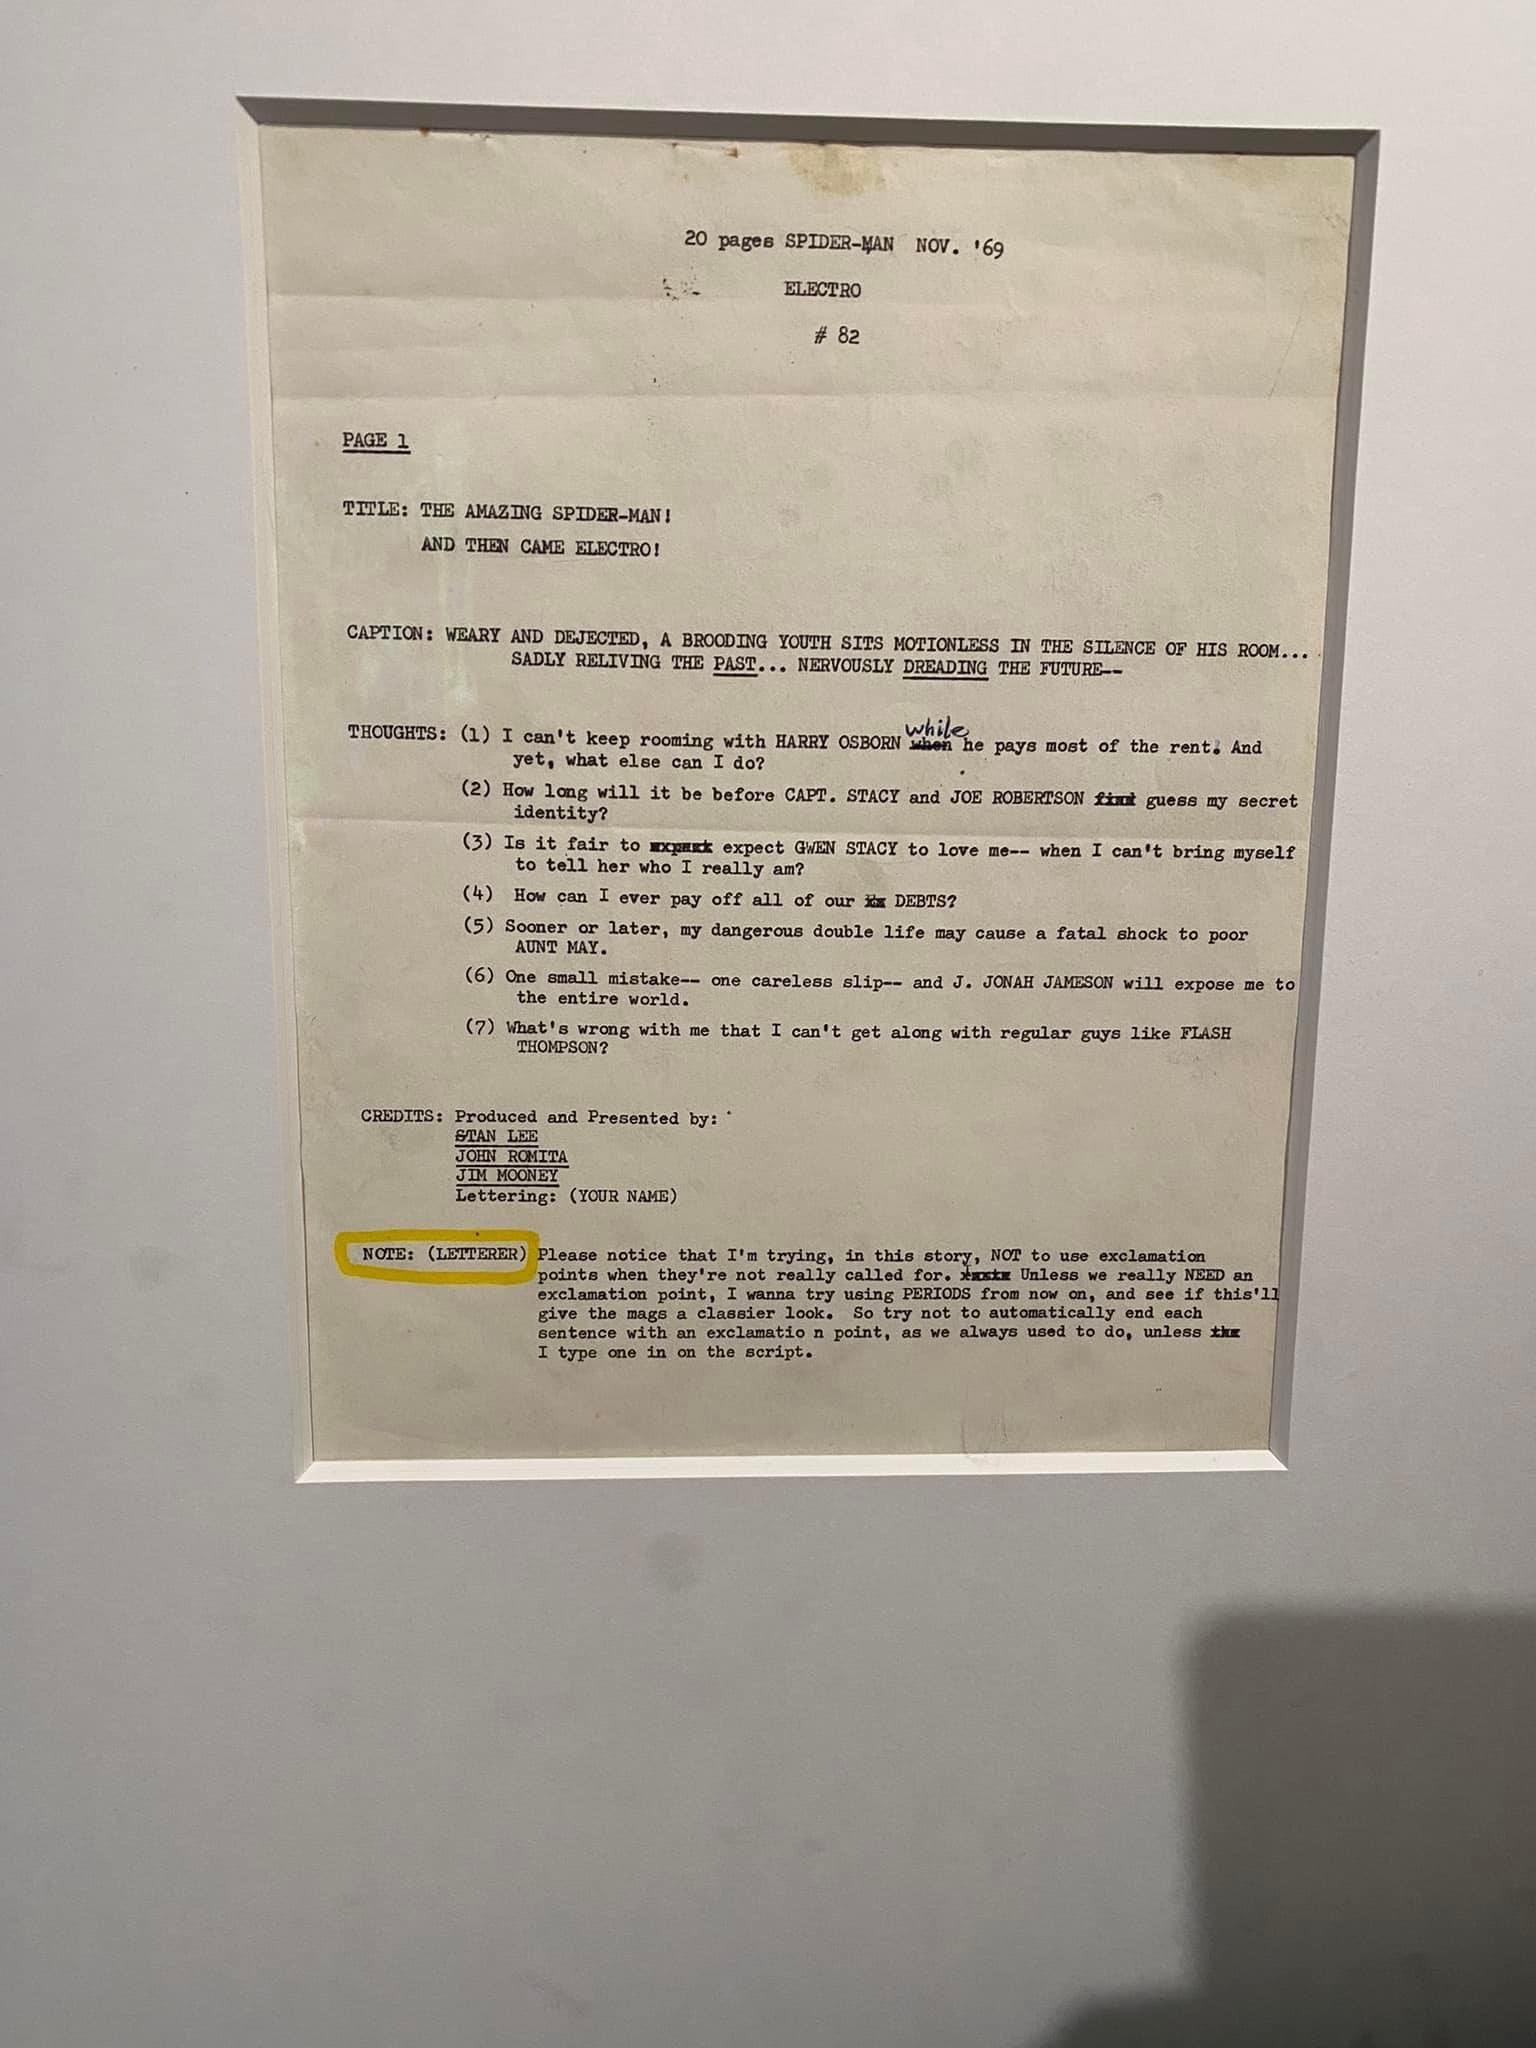 20 pages SPIDER-MAN NOV. '69
ELECTRO
# 82
PAGE 1
TITLE: THE AMAZING SPIDER-MAN!
AND THEN CAME ELECTRO!
CAPTION: WEARY AND DEJECTED, A BROODING YOUTH SITS MOTIONLESS IN THE SILENCE OF HIS ROOM...
SADLY RELIVING THE PAST... NERVOUSLY DREADING THE FUTURE--
while
THOUGHTS: (1) I can't keep rooming with HARRY OSBORN when he pays most of the rent. And
yet, what else can I do?
(2) How long will it be before CAPT. STACY and JOE ROBERTSON find guess my secret
identity?
(3) Is it fair to expect GWEN STACY to love me-- when I can't bring myself
to tell her who I really am?
(4) How can I ever pay off all of our DEBTS?
(5) Sooner or later, my dangerous double life may cause a fatal shock to poor
AUNT MAY.
(6) One small mistake-- one careless slip-- and J. JONAH JAMESON will expose me to
the entire world.
(7) What's wrong with me that I can't get along with regular guys like FLASH
THOMPSON?
CREDITS: Produced and Presented by:
STAN LEE
JOHN ROMITA
JIM MOONEY
Lettering: (YOUR NAME)
NOTE: (LETTERER) Please notice that I'm trying, in this story, NOT to use exclamation
points when they're not really called for. Unless we really NEED an
exclamation point, I wanna try using PERIODS from now on, and see if this'll
give the mags a classier look. So try not to automatically end each
sentence with an exclamatio n point, as we always used to do, unless
I type one in on the script.